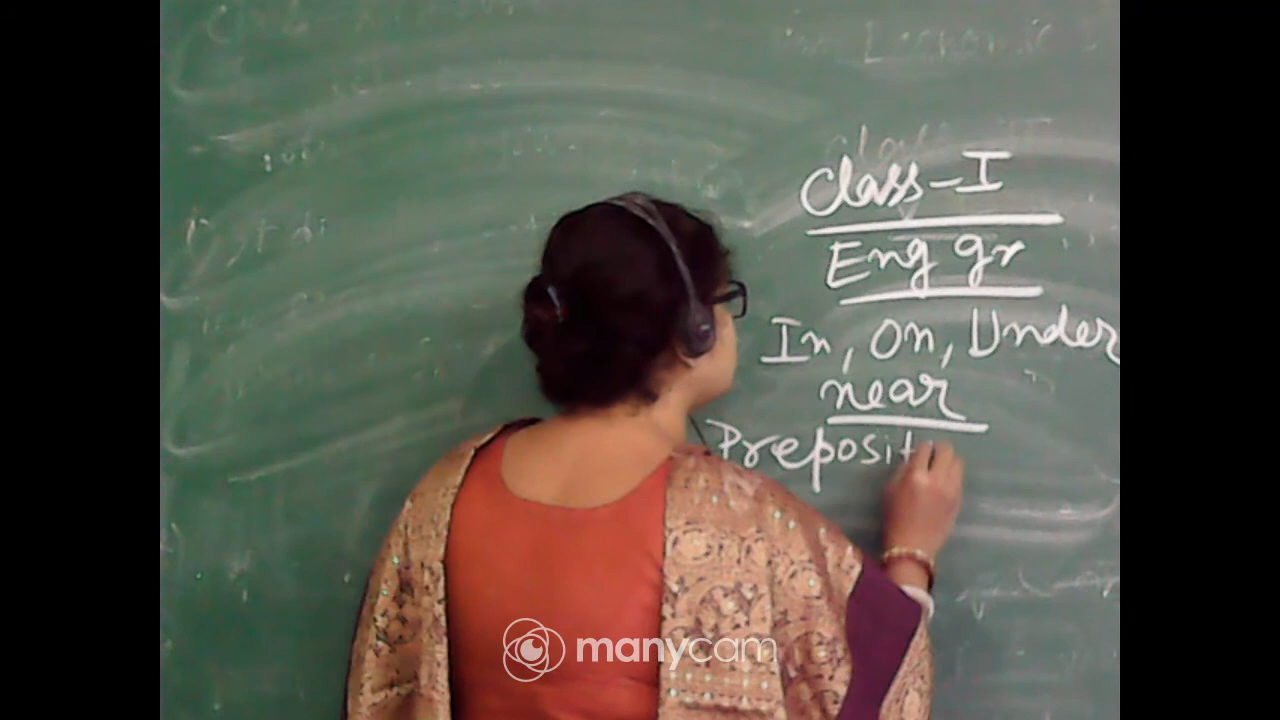 Class-I
Eng gr
In, On, Under
near
Preposit
manycam